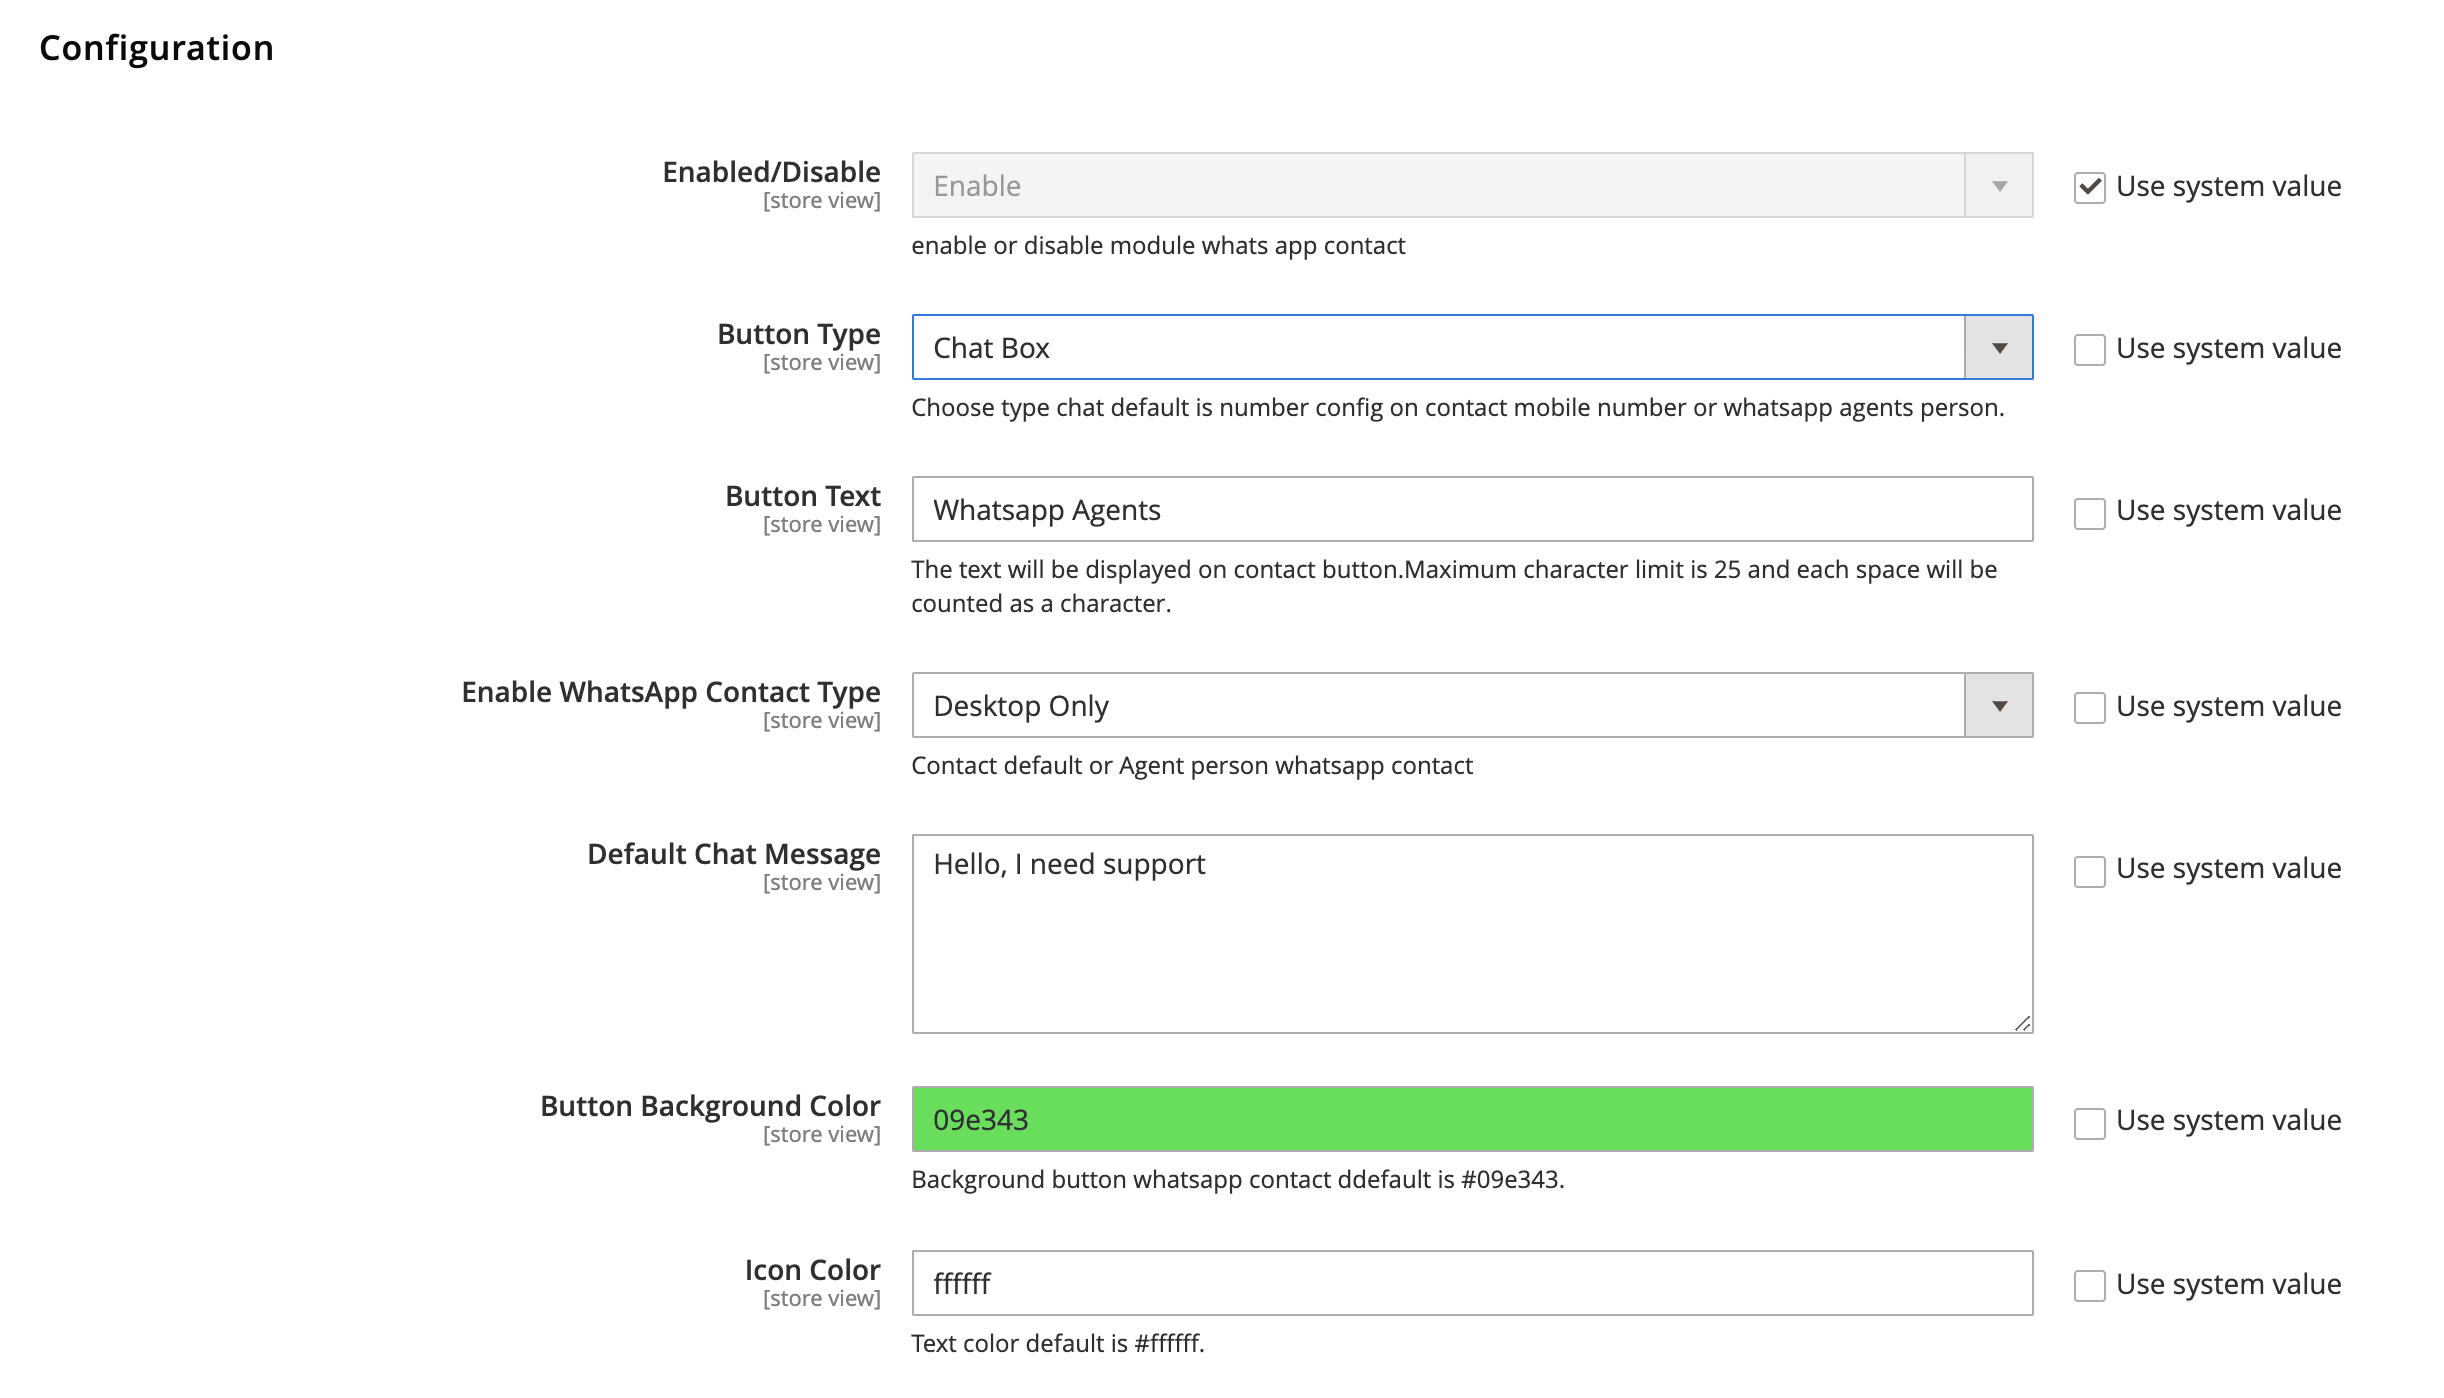 Configuration
Enabled/Disable
[store view]
Enable
Use system value
enable or disable module whats app contact
Button Type
[store view]
Chat Box
Use system value
Choose type chat default is number config on contact mobile number or whatsapp agents person.
Button Text
[store view]
Whatsapp Agents
Use system value
The text will be displayed on contact button.Maximum character limit is 25 and each space will be
counted as a character.
Enable WhatsApp Contact Type
[store view]
Desktop Only
Use system value
Contact default or Agent person whatsapp contact
Default Chat Message
[store view]
Hello, I need support
Use system value
Button Background Color
[store view]
09e343
Use system value
Background button whatsapp contact ddefault is #09e343.
Icon Color
[store view]
ffffff
Use system value
Text color default is #ffffff.